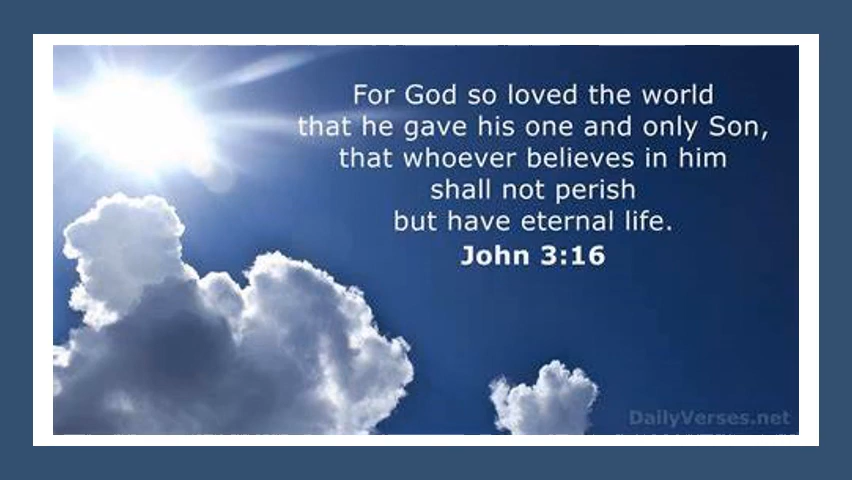 For God so loved the world
that he gave his one and only Son,
that whoever believes in him
shall not perish
but have eternal life.
John 3:16
DailyVerses.net